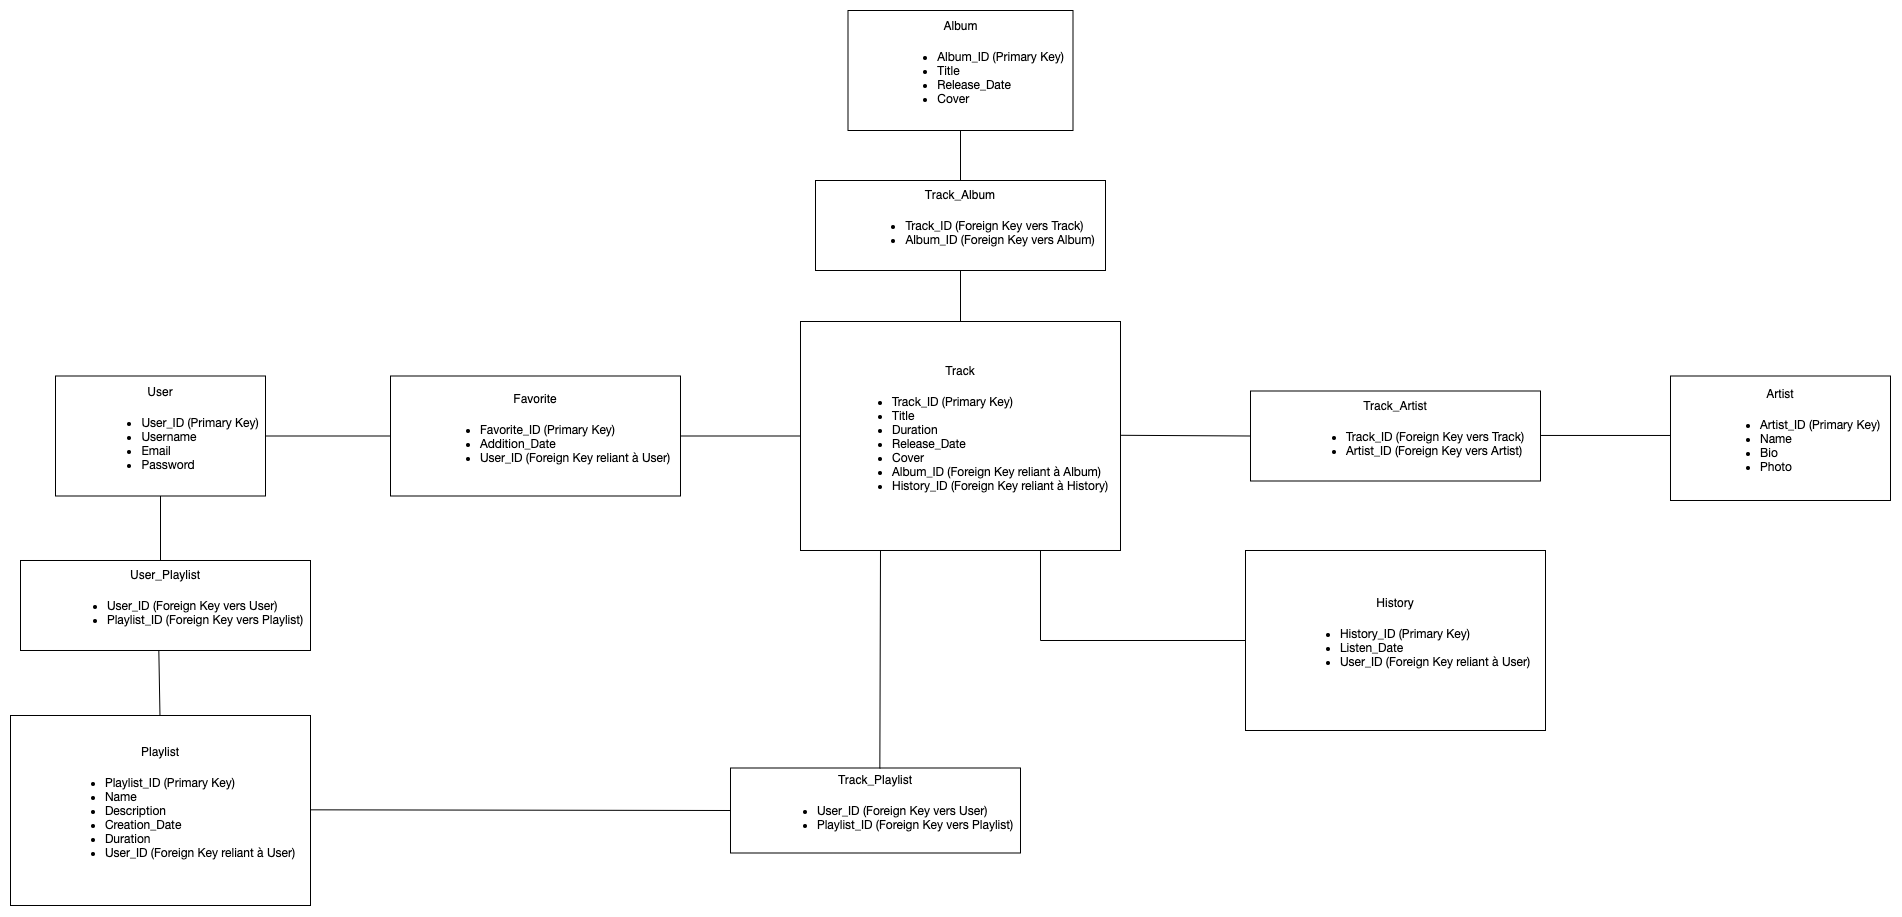 Album
• Album_ID (Primary Key)
• Title
• Release_Date
• Cover
Track_Album
• Track_ID (Foreign Key vers Track)
• Album_ID (Foreign Key vers Album)
User
• User_ID (Primary Key)
• Username
• Email
• Password
Favorite
• Favorite_ID (Primary Key)
• Addition_Date
• User_ID (Foreign Key reliant à User)
Track
• Track_ID (Primary Key)
• Title
• Duration
• Release_Date
• Cover
• Album_ID (Foreign Key reliant à Album)
• History_ID (Foreign Key reliant à History)
Track_Artist
• Track_ID (Foreign Key vers Track)
• Artist_ID (Foreign Key vers Artist)
Artist
• Artist_ID (Primary Key)
• Name
• Bio
• Photo
User_Playlist
• User_ID (Foreign Key vers User)
• Playlist_ID (Foreign Key vers Playlist)
History
• History_ID (Primary Key)
• Listen_Date
• User_ID (Foreign Key reliant à User)
Playlist
• Playlist_ID (Primary Key)
• Name
• Description
• Creation_Date
• Duration
• User_ID (Foreign Key reliant à User)
Track_Playlist
• User_ID (Foreign Key vers User)
• Playlist_ID (Foreign Key vers Playlist)